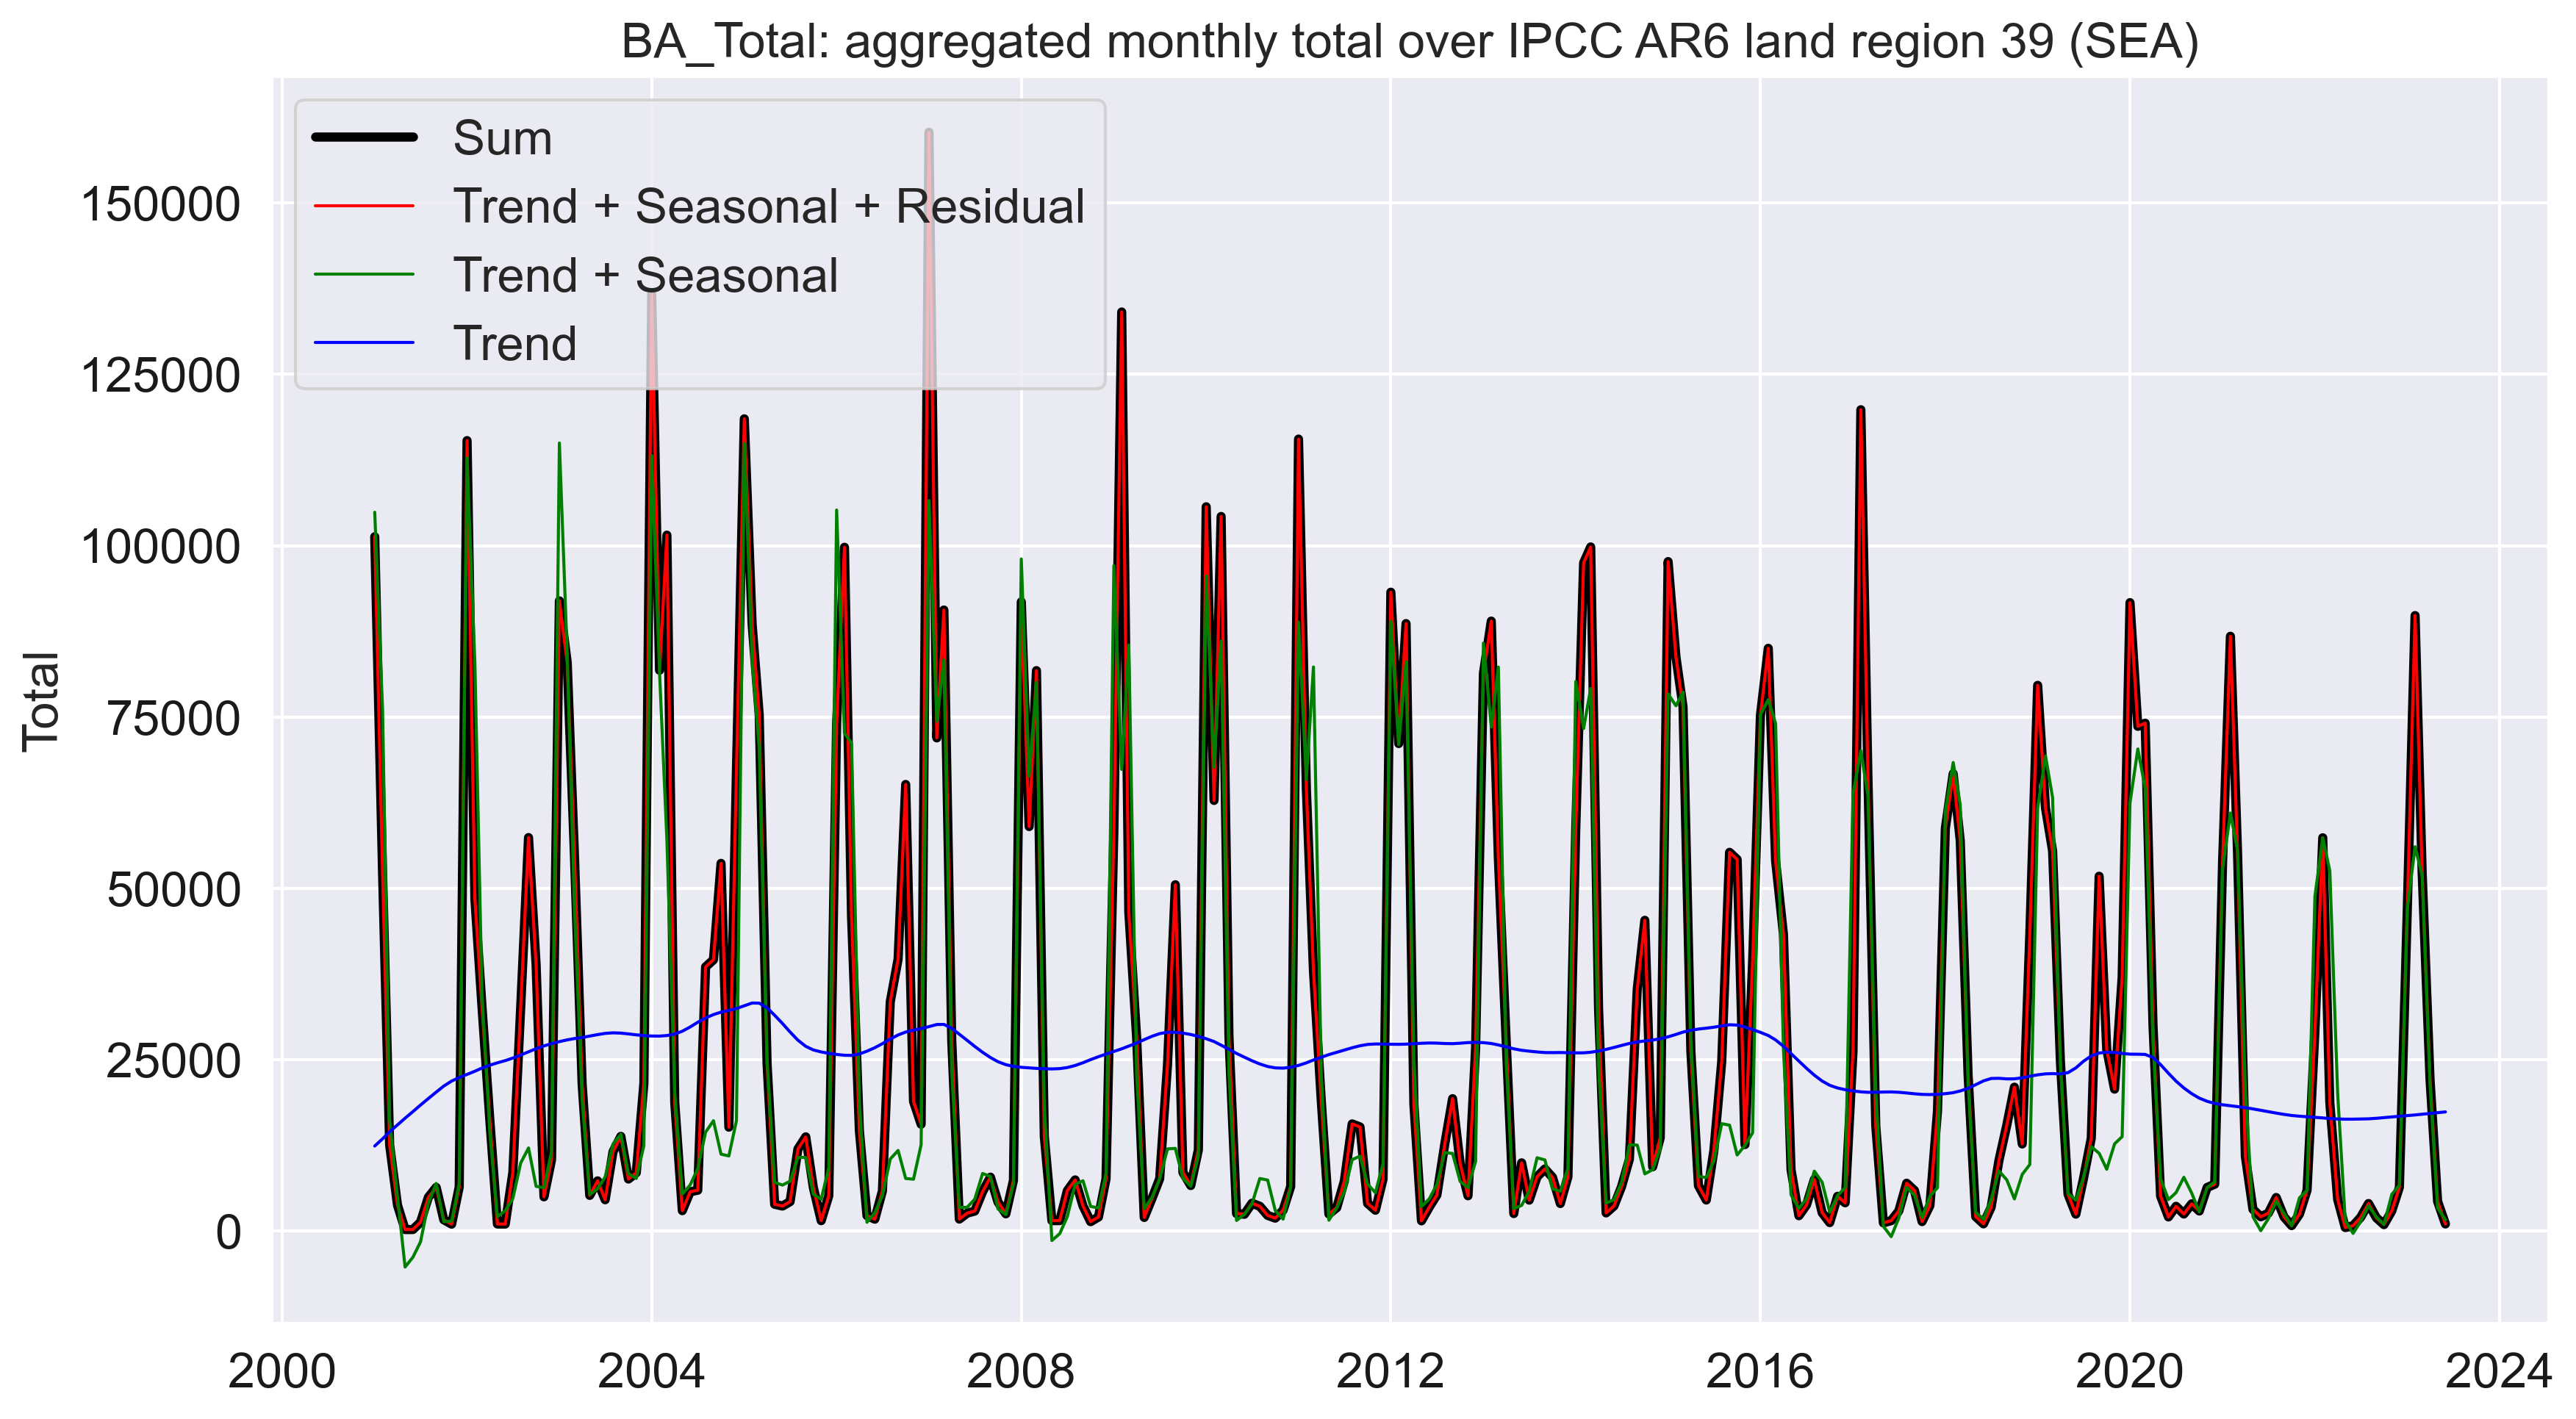 BA_Total: aggregated monthly total over IPCC AR6 land region 39 (SEA)
Sum
Trend + Seasonal + Residual
Trend + Seasonal
Trend
Total
150000
125000
100000
75000
50000
25000
0
2000
2004
2008
2012
2016
2020
2024